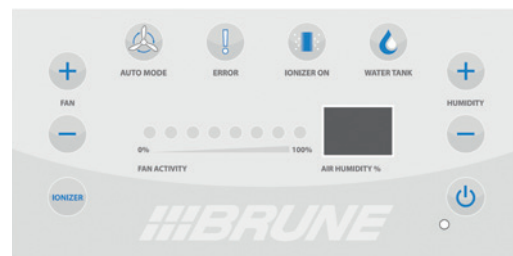 AUTO MODE
ERROR
IONIZER ON
WATER TANK
FAN
HUMIDITY
0%
100%
FAN ACTIVITY
AIR HUMIDITY %
IONIZER
BRUNE